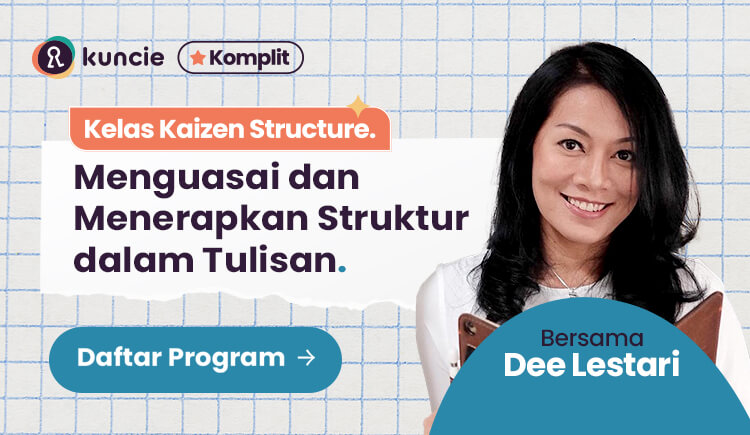 kuncie
Komplit
Kelas Kaizen Structure.
Menguasai dan
Menerapkan Struktur
dalam Tulisan.
Daftar Program →
Bersama
Dee Lestari